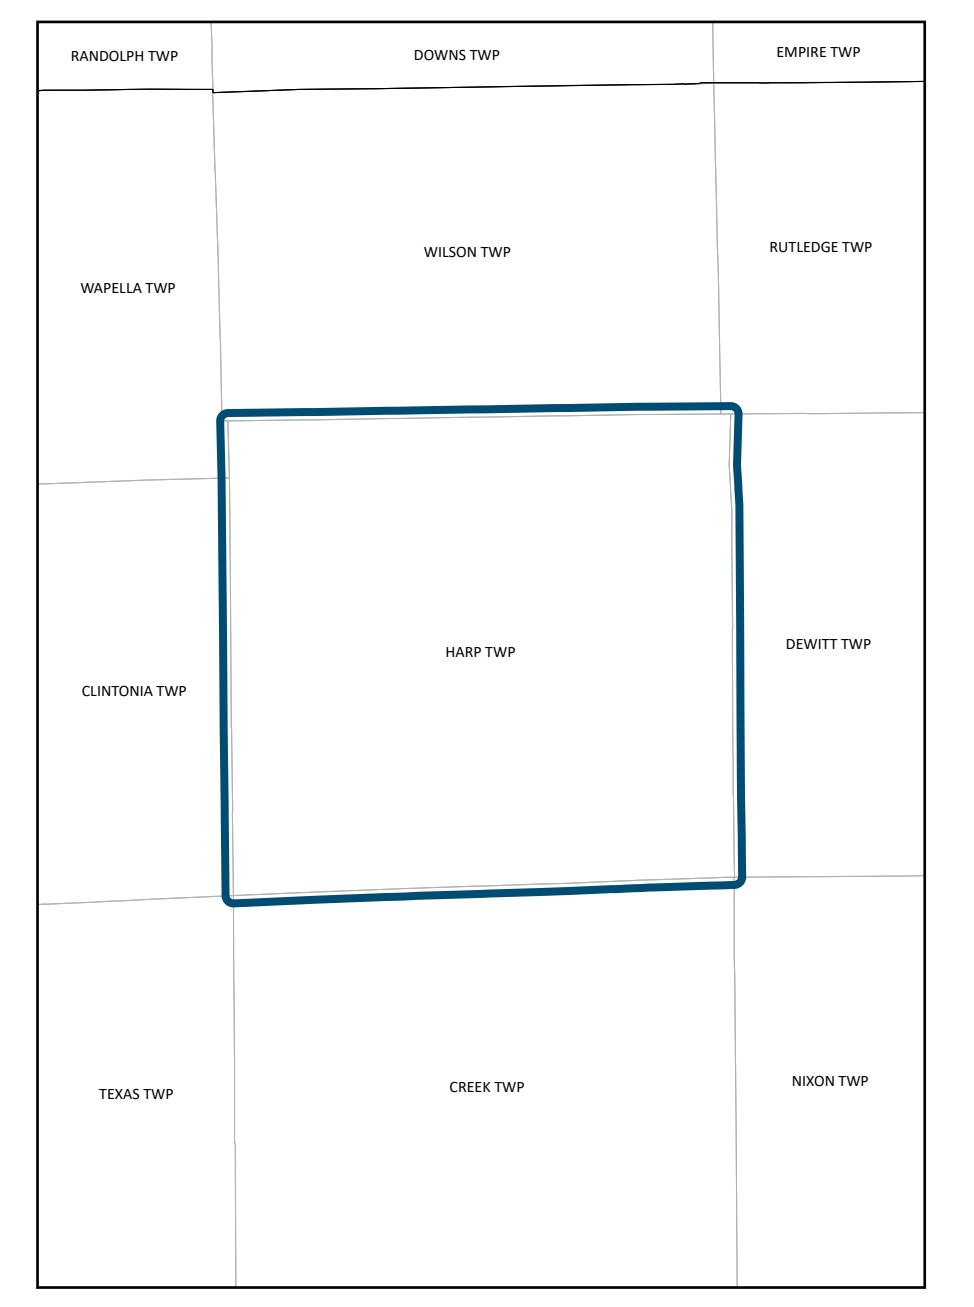 RANDOLPH TWP
DOWNS TWP
EMPIRE TWP
WAPELLA TWP
WILSON TWP
RUTLEDGE TWP
CLINTONIA TWP
HARP TWP
DEWITT TWP
TEXAS TWP
CREEK TWP
NIXON TWP